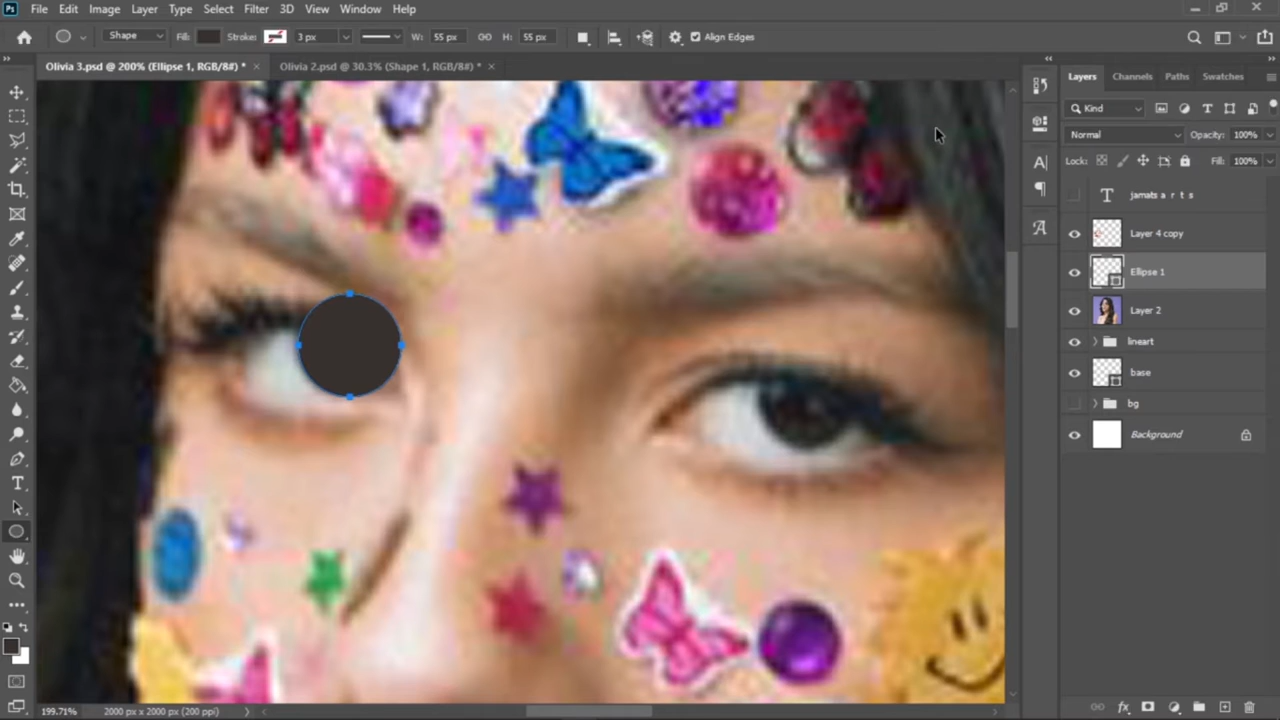 Ps File Edit Image Layer Type Select Filter 3D View Window Help
Shape Fill: Stroke: 3 px W: 55 px H: 55 px Align Edges
Olivia 3.psd @ 200% (Ellipse 1, RGB/8#) * × Olivia 2.psd @ 30.3% (Shape 1, RGB/8#) * ×
Layers Channels Paths Swatches
Kind
Normal Opacity: 100%
Lock: Fill: 100%
jamats a r t s
Layer 4 copy
Ellipse 1
Layer 2
lineart
base
bg
Background
199.71% 2000 px x 2000 px (200 ppi)